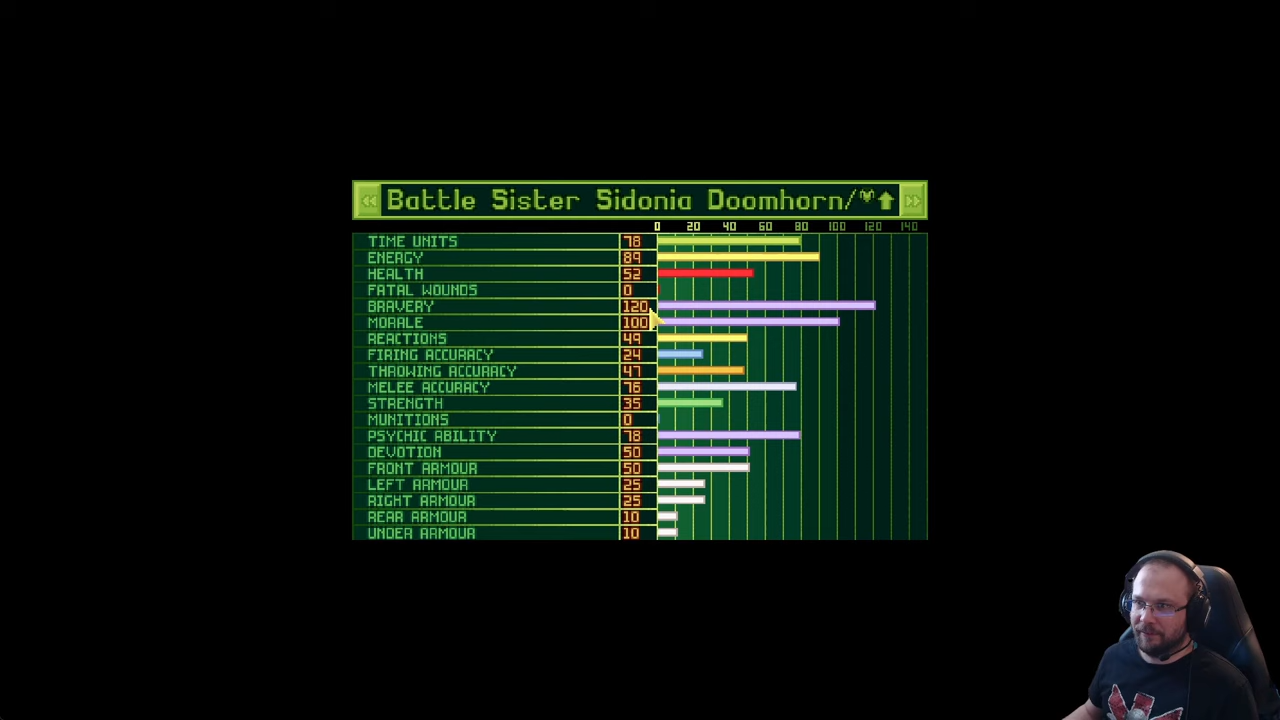 Battle Sister Sidonia Doomhorn/
0 20 40 60 80 100 120 140
TIME UNITS 78
ENERGY 89
HEALTH 52
FATAL WOUNDS 0
BRAVERY 120
MORALE 100
REACTIONS 49
FIRING ACCURACY 24
THROWING ACCURACY 47
MELEE ACCURACY 76
STRENGTH 35
MUNITIONS 0
PSYCHIC ABILITY 78
DEVOTION 50
FRONT ARMOUR 50
LEFT ARMOUR 25
RIGHT ARMOUR 25
REAR ARMOUR 10
UNDER ARMOUR 10